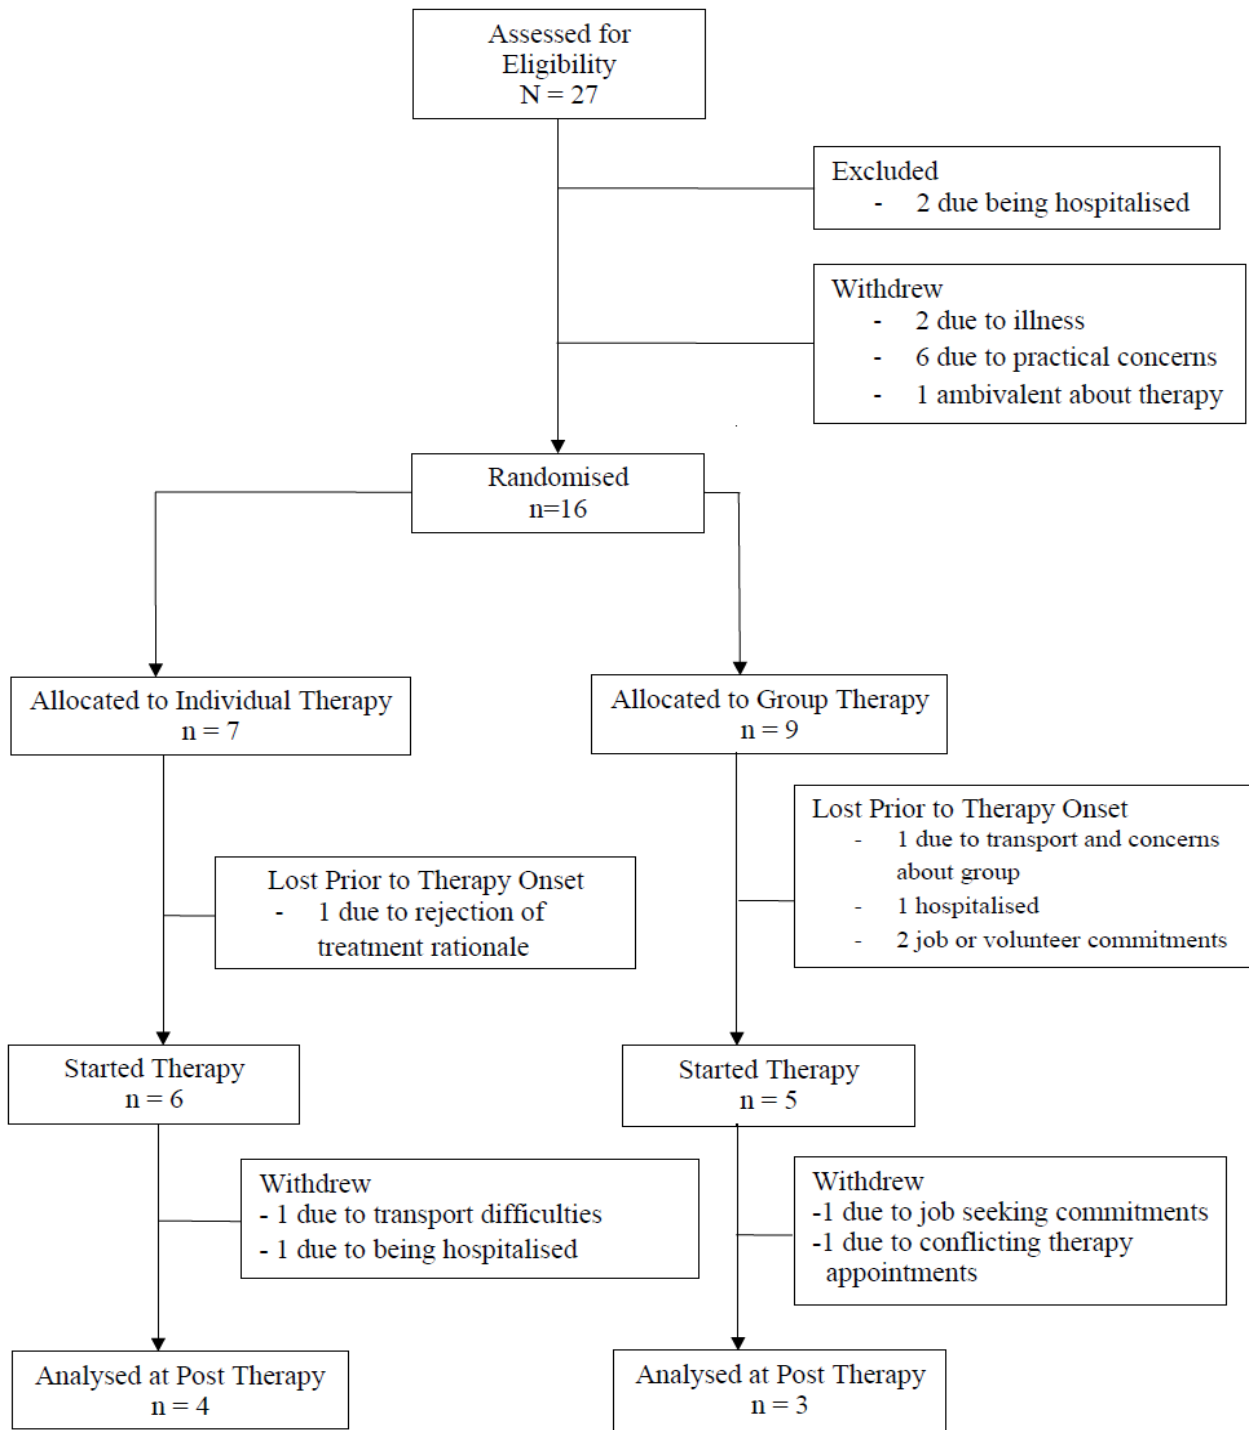 Assessed for
Eligibility
N = 27
Excluded
- 2 due being hospitalised
Withdrew
- 2 due to illness
- 6 due to practical concerns
- 1 ambivalent about therapy
Randomised
n=16
Allocated to Individual Therapy
n = 7
Allocated to Group Therapy
n = 9
Lost Prior to Therapy Onset
- 1 due to rejection of
treatment rationale
Lost Prior to Therapy Onset
- 1 due to transport and concerns
about group
- 1 hospitalised
- 2 job or volunteer commitments
Started Therapy
n = 6
Started Therapy
n = 5
Withdrew
- 1 due to transport difficulties
- 1 due to being hospitalised
Withdrew
-1 due to job seeking commitments
-1 due to conflicting therapy
appointments
Analysed at Post Therapy
n = 4
Analysed at Post Therapy
n = 3